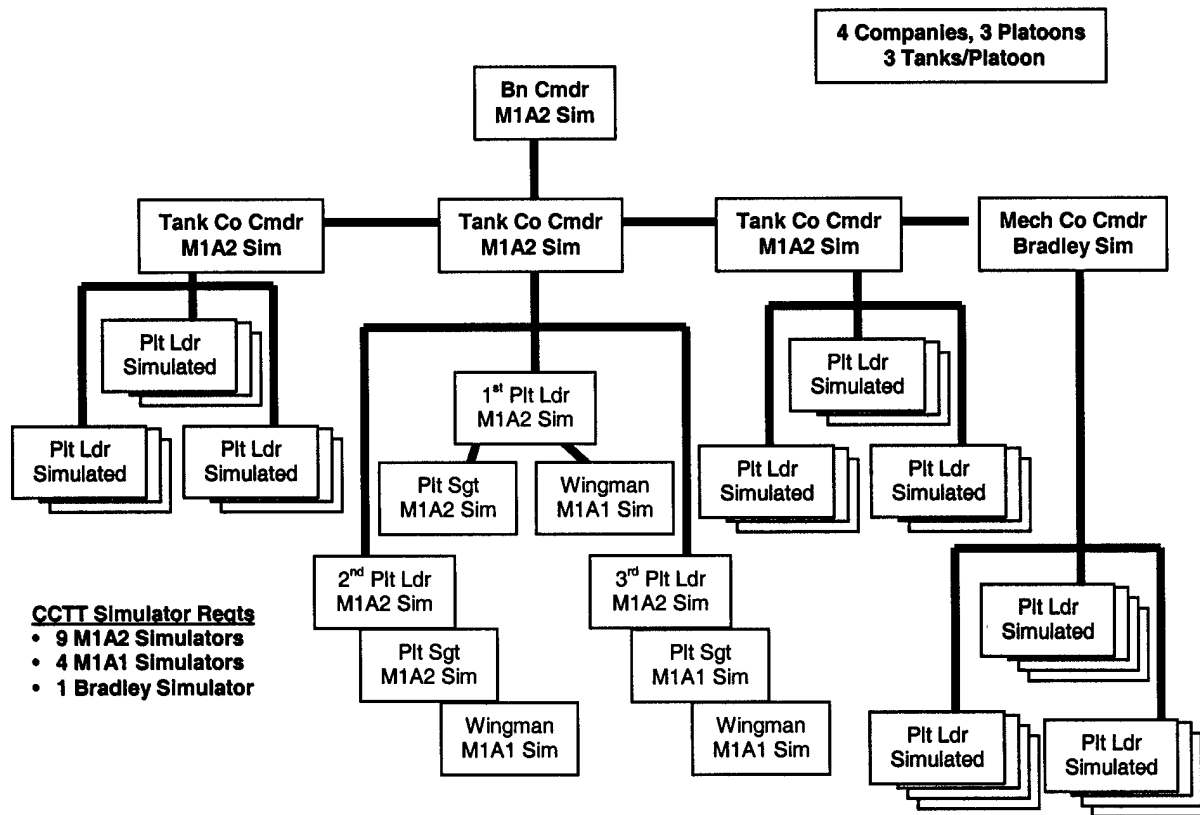 4 Companies, 3 Platoons
3 Tanks/Platoon
Bn Cmdr
M1A2 Sim
Tank Co Cmdr
M1A2 Sim
Tank Co Cmdr
M1A2 Sim
Tank Co Cmdr
M1A2 Sim
Mech Co Cmdr
Bradley Sim
Plt Ldr
Simulated
Plt Ldr
Simulated
Plt Ldr
Simulated
1st Plt Ldr
M1A2 Sim
Plt Sgt
M1A2 Sim
Wingman
M1A1 Sim
2nd Plt Ldr
M1A2 Sim
Plt Sgt
M1A2 Sim
Wingman
M1A1 Sim
3rd Plt Ldr
M1A2 Sim
Plt Sgt
M1A1 Sim
Wingman
M1A1 Sim
Plt Ldr
Simulated
Plt Ldr
Simulated
Plt Ldr
Simulated
Plt Ldr
Simulated
Plt Ldr
Simulated
Plt Ldr
Simulated
CCTT Simulator Reqts
• 9 M1A2 Simulators
• 4 M1A1 Simulators
• 1 Bradley Simulator